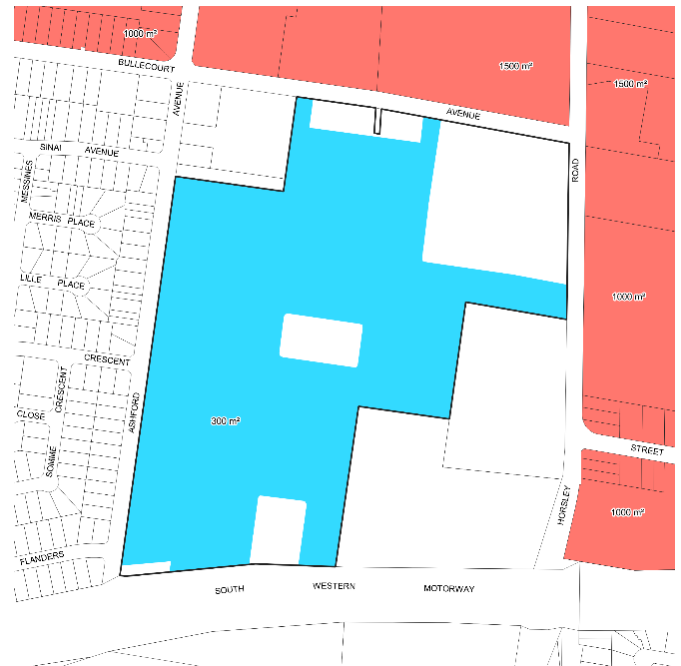 1000 m²
BULLECOURT
AVENUE
1500 m²
1500 m²
AVENUE
SINAI AVENUE
MESSINES
ROAD
MERRIS PLACE
LILLE PLACE
1000 m²
CRESCENT
CRESCENT
ASHFORD
CLOSE
300 m²
SOMME
STREET
HORSLEY
1000 m²
FLANDERS
SOUTH WESTERN MOTORWAY